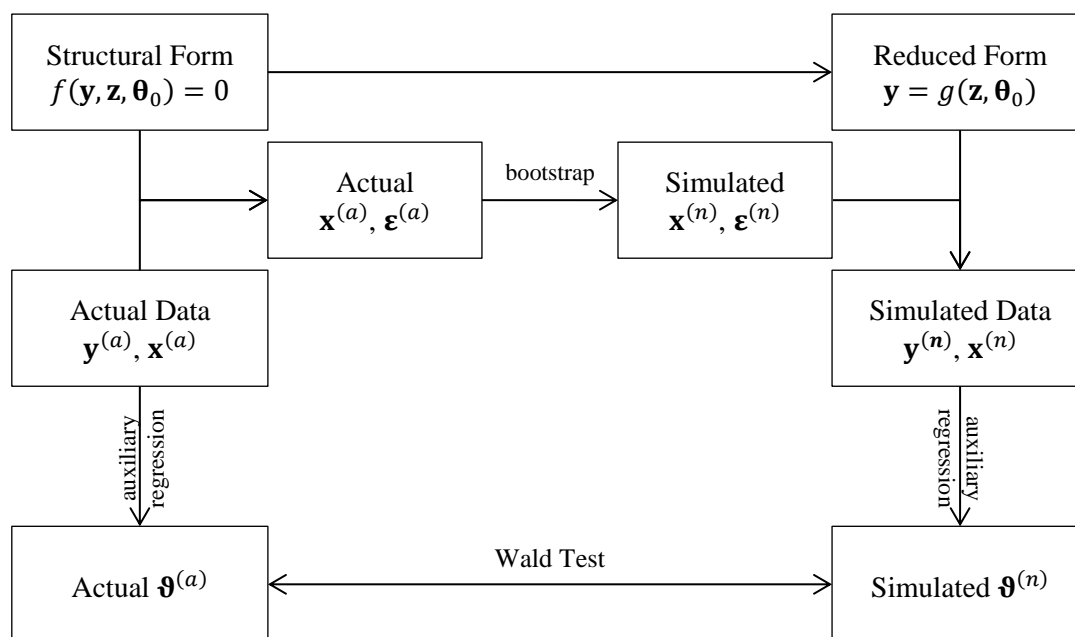 Structural Form
f(y, z, θ₀) = 0
Reduced Form
y = g(z, θ₀)
Actual
x⁽ᵃ⁾, ε⁽ᵃ⁾
bootstrap
Simulated
x⁽ⁿ⁾, ε⁽ⁿ⁾
Actual Data
y⁽ᵃ⁾, x⁽ᵃ⁾
Simulated Data
y⁽ⁿ⁾, x⁽ⁿ⁾
auxiliary
regression
auxiliary
regression
Actual ϑ⁽ᵃ⁾
Wald Test
Simulated ϑ⁽ⁿ⁾